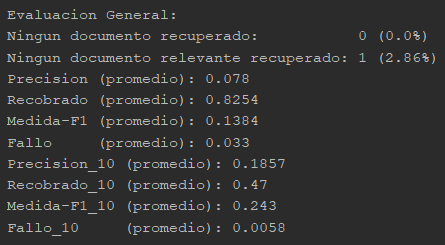 Evaluacion General:
Ningun documento recuperado: 0 (0.0%)
Ningun documento relevante recuperado: 1 (2.86%)
Precision (promedio): 0.078
Recobrado (promedio): 0.8254
Medida-F1 (promedio): 0.1384
Fallo (promedio): 0.033
Precision_10 (promedio): 0.1857
Recobrado_10 (promedio): 0.47
Medida-F1_10 (promedio): 0.243
Fallo_10 (promedio): 0.0058